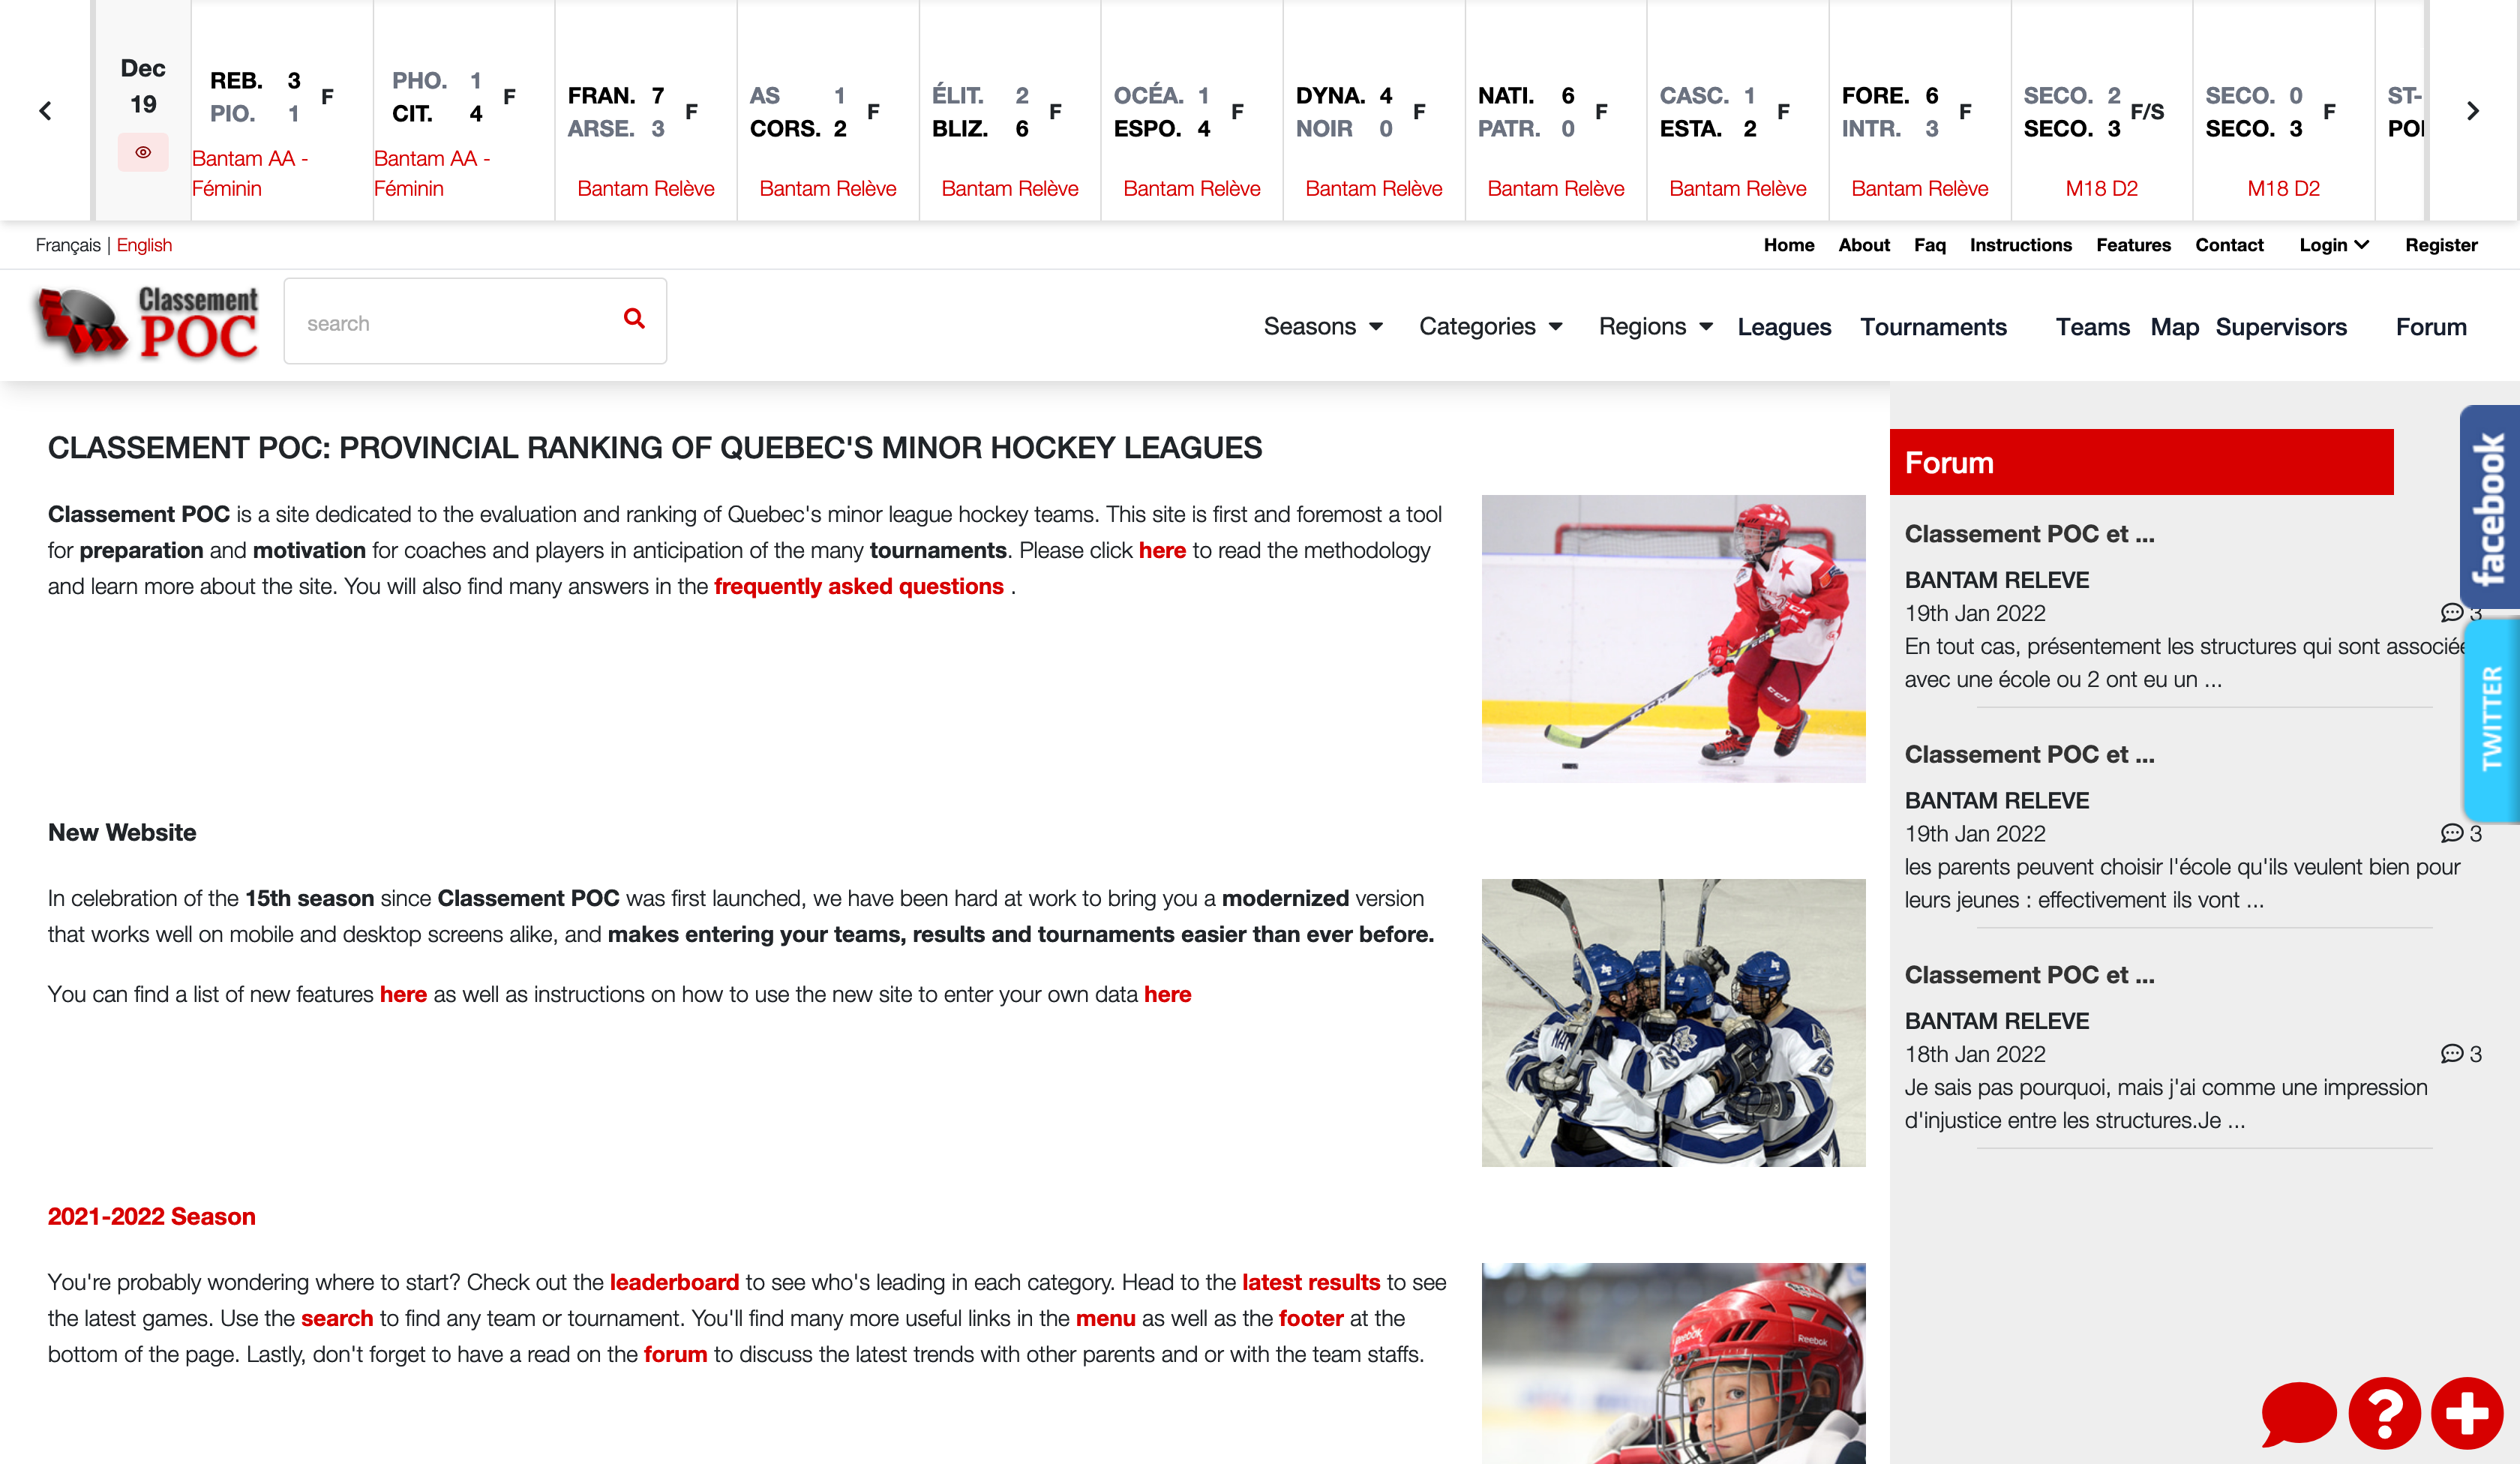 Dec
19
REB. 3 F
PIO. 1
Bantam AA -
Féminin
PHO. 1 F
CIT. 4
Bantam AA -
Féminin
FRAN. 7 F
ARSE. 3
Bantam Relève
AS 1 F
CORS. 2
Bantam Relève
ÉLIT. 2 F
BLIZ. 6
Bantam Relève
OCÉA. 1 F
ESPO. 4
Bantam Relève
DYNA. 4 F
NOIR 0
Bantam Relève
NATI. 6 F
PATR. 0
Bantam Relève
CASC. 1 F
ESTA. 2
Bantam Relève
FORE. 6 F
INTR. 3
Bantam Relève
SECO. 2 F/S
SECO. 3
M18 D2
SECO. 0 F
SECO. 3
M18 D2
ST-
Français | English
Home About Faq Instructions Features Contact Login Register
Classement
POC
search
Seasons Categories Regions Leagues Tournaments Teams Map Supervisors Forum
CLASSEMENT POC: PROVINCIAL RANKING OF QUEBEC'S MINOR HOCKEY LEAGUES
Classement POC is a site dedicated to the evaluation and ranking of Quebec's minor league hockey teams. This site is first and foremost a tool
for preparation and motivation for coaches and players in anticipation of the many tournaments. Please click here to read the methodology
and learn more about the site. You will also find many answers in the frequently asked questions .
CCM
CCM
New Website
In celebration of the 15th season since Classement POC was first launched, we have been hard at work to bring you a modernized version
that works well on mobile and desktop screens alike, and makes entering your teams, results and tournaments easier than ever before.
You can find a list of new features here as well as instructions on how to use the new site to enter your own data here
EASTON
MAT
12
16
2021-2022 Season
You're probably wondering where to start? Check out the leaderboard to see who's leading in each category. Head to the latest results to see
the latest games. Use the search to find any team or tournament. You'll find many more useful links in the menu as well as the footer at the
bottom of the page. Lastly, don't forget to have a read on the forum to discuss the latest trends with other parents and or with the team staffs.
Reebok
Reebok
Forum
Classement POC et ...
BANTAM RELEVE
19th Jan 2022 3
En tout cas, présentement les structures qui sont associée
avec une école ou 2 ont eu un ...
Classement POC et ...
BANTAM RELEVE
19th Jan 2022 3
les parents peuvent choisir l'école qu'ils veulent bien pour
leurs jeunes : effectivement ils vont ...
Classement POC et ...
BANTAM RELEVE
18th Jan 2022 3
Je sais pas pourquoi, mais j'ai comme une impression
d'injustice entre les structures.Je ...
facebook
TWITTER